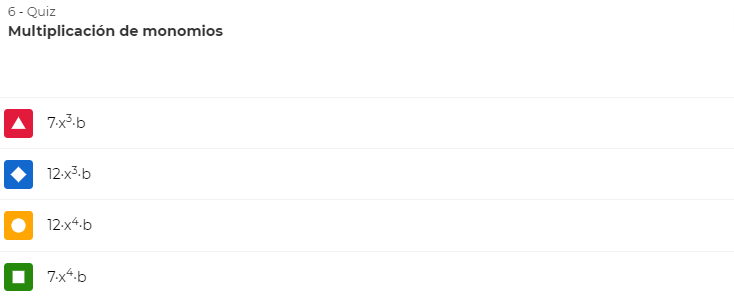 6 - Quiz
Multiplicación de monomios
7·x³·b
12·x³·b
12·x⁴·b
7·x⁴·b